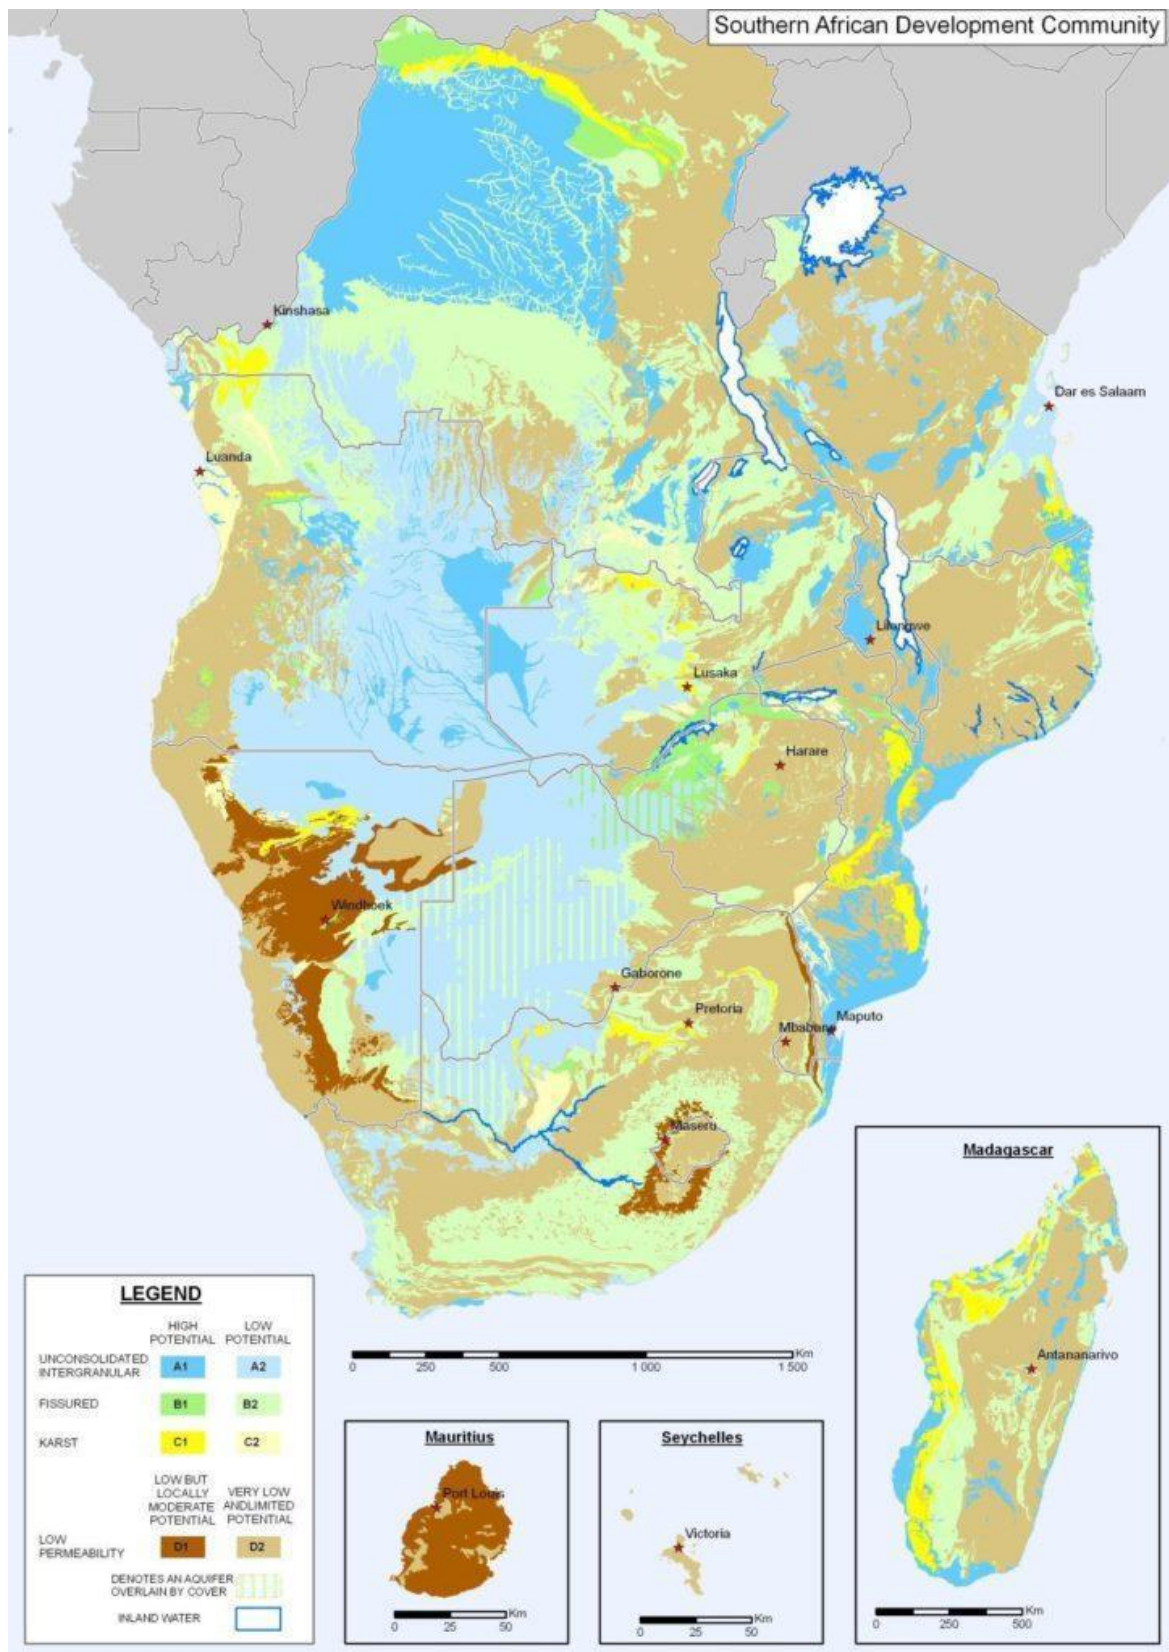 Southern African Development Community
Kinshasa
Dar es Salaam
Luanda
Lilongwe
Lusaka
Harare
Windhoek
Gaborone
Pretoria
Maputo
Mbabane
Maseru
Madagascar
Antananarivo
Km
0 250 500
LEGEND
HIGH POTENTIAL
LOW POTENTIAL
UNCONSOLIDATED INTERGRANULAR
A1 A2
FISSURED B1 B2
KARST C1 C2
LOW BUT LOCALLY MODERATE POTENTIAL
VERY LOW ANDLIMITED POTENTIAL
LOW PERMEABILITY
D1 D2
DENOTES AN AQUIFER OVERLAIN BY COVER
INLAND WATER
Km
0 250 500 1 000 1 500
Mauritius
Port Louis
Km
0 25 50
Seychelles
Victoria
Km
0 25 50